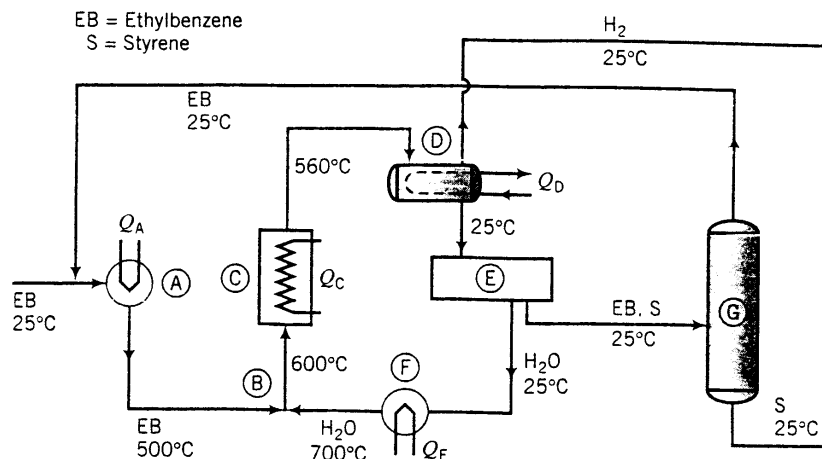 EB = Ethylbenzene
S = Styrene
H₂
25°C
EB
25°C
D
560°C
Q_D
Q_A
25°C
A
C
Q_C
E
EB
25°C
EB, S
25°C
G
600°C
F
H₂O
25°C
B
EB
500°C
H₂O
700°C
Q_F
S
25°C